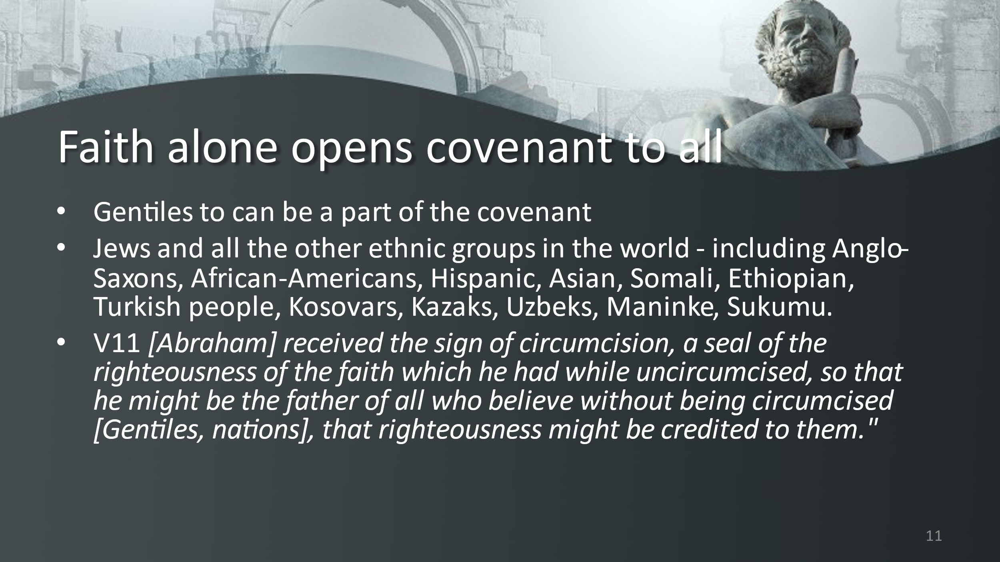 Faith alone opens covenant to all
• Gentiles to can be a part of the covenant
• Jews and all the other ethnic groups in the world - including Anglo-
Saxons, African-Americans, Hispanic, Asian, Somali, Ethiopian,
Turkish people, Kosovars, Kazaks, Uzbeks, Maninke, Sukumu.
• V11 [Abraham] received the sign of circumcision, a seal of the
righteousness of the faith which he had while uncircumcised, so that
he might be the father of all who believe without being circumcised
[Gentiles, nations], that righteousness might be credited to them."
11